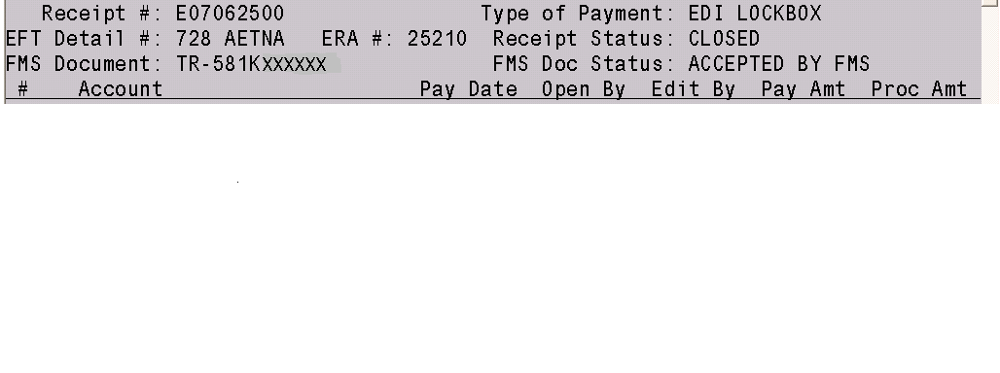 Receipt #: E07062500 Type of Payment: EDI LOCKBOX
EFT Detail #: 728 AETNA ERA #: 25210 Receipt Status: CLOSED
FMS Document: TR-581KXXXXXX FMS Doc Status: ACCEPTED BY FMS
# Account Pay Date Open By Edit By Pay Amt Proc Amt